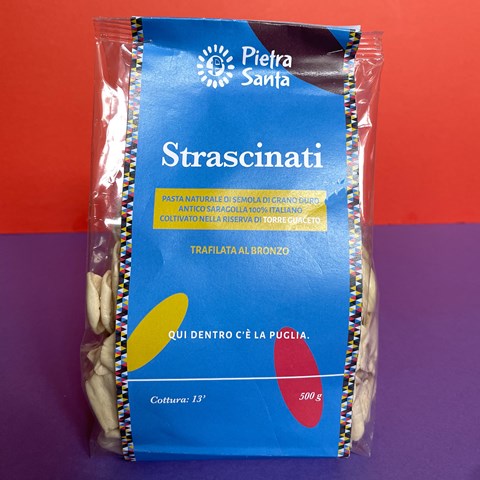 Pietra
Santa
Strascinati
PASTA NATURALE DI SEMOLA DI GRANO DURO
ANTICO SARAGOLLA 100% ITALIANO
COLTIVATO NELLA RISERVA DI TORRE GUACETO
TRAFILATA AL BRONZO
QUI DENTRO C'È LA PUGLIA.
Cottura: 13'
500 g